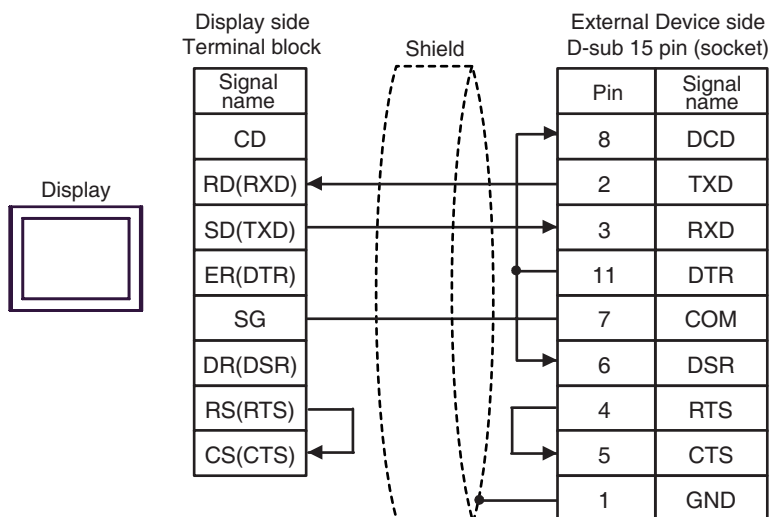 Display side
Terminal block
Shield
External Device side
D-sub 15 pin (socket)
Display
Signal
name
CD
RD(RXD)
SD(TXD)
ER(DTR)
SG
DR(DSR)
RS(RTS)
CS(CTS)
Pin
Signal
name
8 DCD
2 TXD
3 RXD
11 DTR
7 COM
6 DSR
4 RTS
5 CTS
1 GND